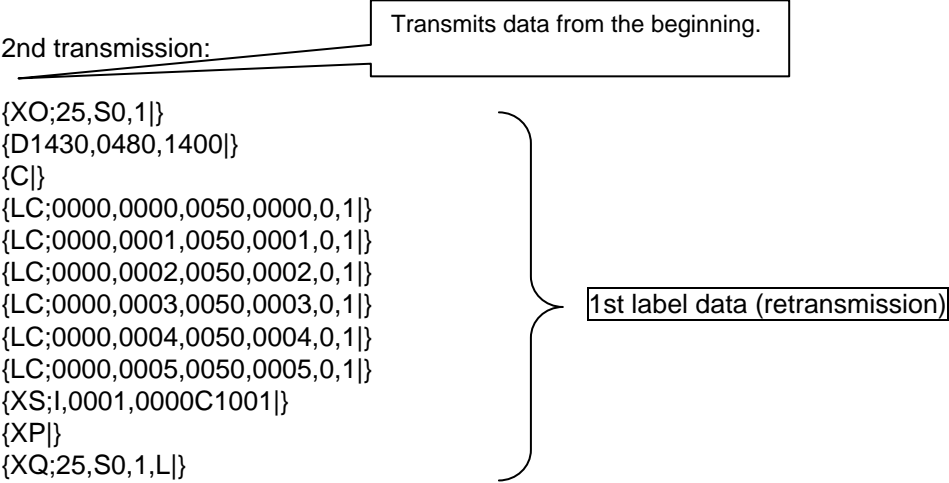 Transmits data from the beginning.
2nd transmission:
{XO;25,S0,1|}
{D1430,0480,1400|}
{C|}
{LC;0000,0000,0050,0000,0,1|}
{LC;0000,0001,0050,0001,0,1|}
{LC;0000,0002,0050,0002,0,1|}
{LC;0000,0003,0050,0003,0,1|}
{LC;0000,0004,0050,0004,0,1|}
{LC;0000,0005,0050,0005,0,1|}
1st label data (retransmission)
{XS;I,0001,0000C1001|}
{XP|}
{XQ;25,S0,1,L|}